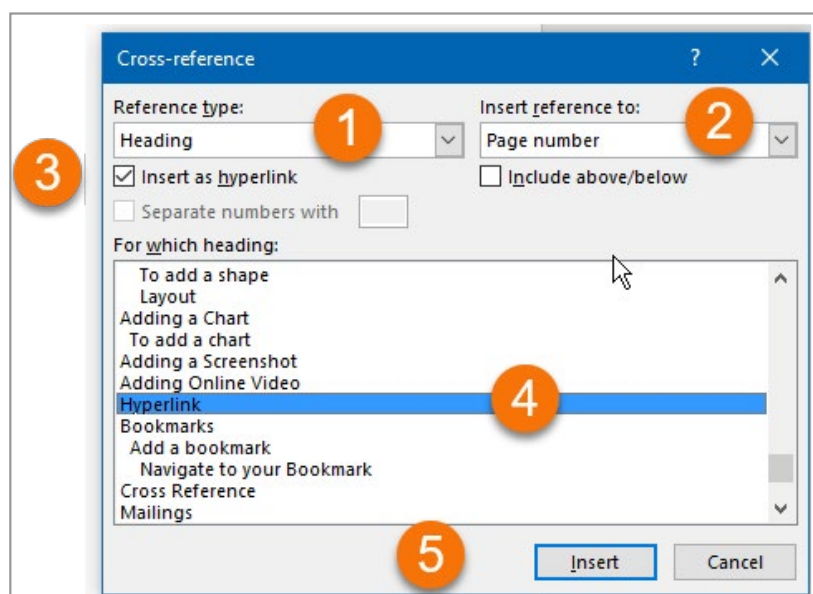 Cross-reference ? ×
Reference type: Insert reference to:
1 2
Heading Page number
3
Insert as hyperlink Include above/below
Separate numbers with
For which heading:
To add a shape
Layout
Adding a Chart
To add a chart
Adding a Screenshot
Adding Online Video
Hyperlink 4
Bookmarks
Add a bookmark
Navigate to your Bookmark
Cross Reference
Mailings
5 Insert Cancel